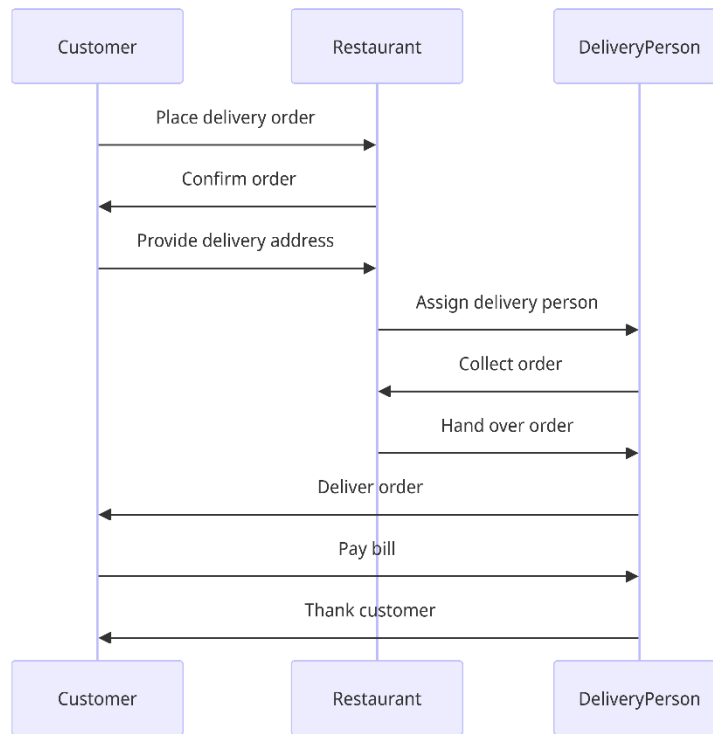 Customer
Restaurant
DeliveryPerson
Place delivery order
Confirm order
Provide delivery address
Assign delivery person
Collect order
Hand over order
Deliver order
Pay bill
Thank customer
Customer
Restaurant
DeliveryPerson